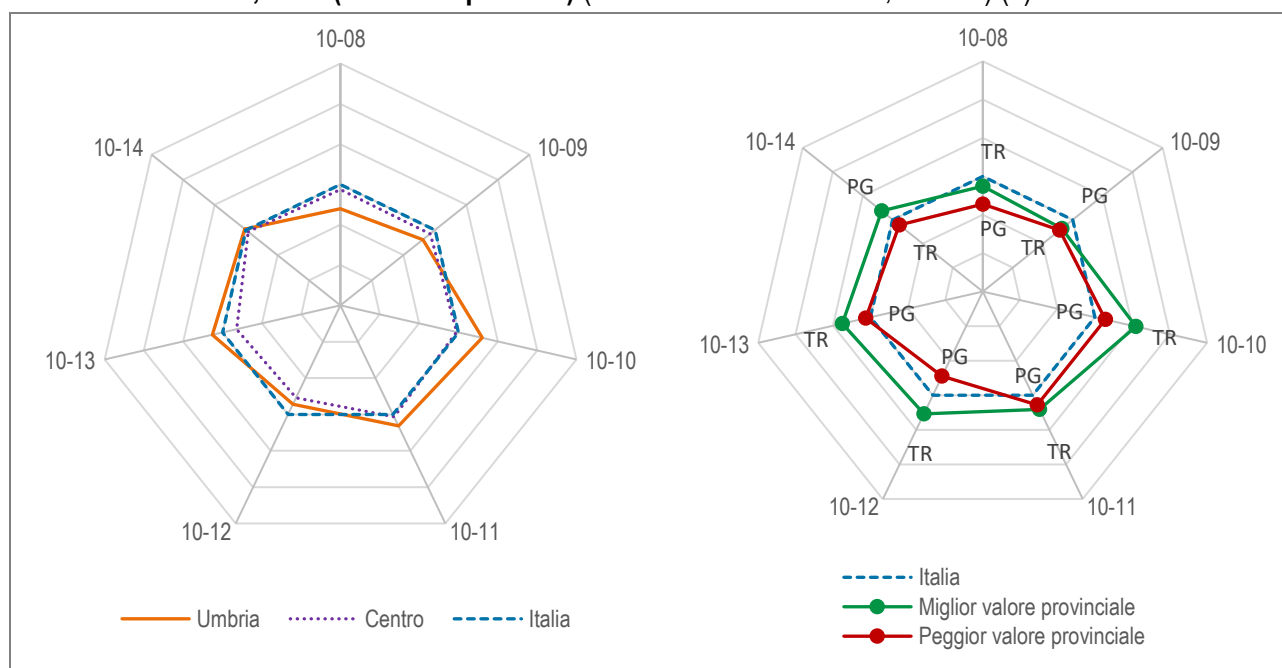 10-08
10-09
10-10
10-11
10-12
10-13
10-14
Umbria
Centro
Italia
10-08
10-09
10-10
10-11
10-12
10-13
10-14
TR
PG
PG
TR
PG
TR
PG
TR
PG
TR
PG
TR
PG
TR
Italia
Miglior valore provinciale
Peggior valore provinciale